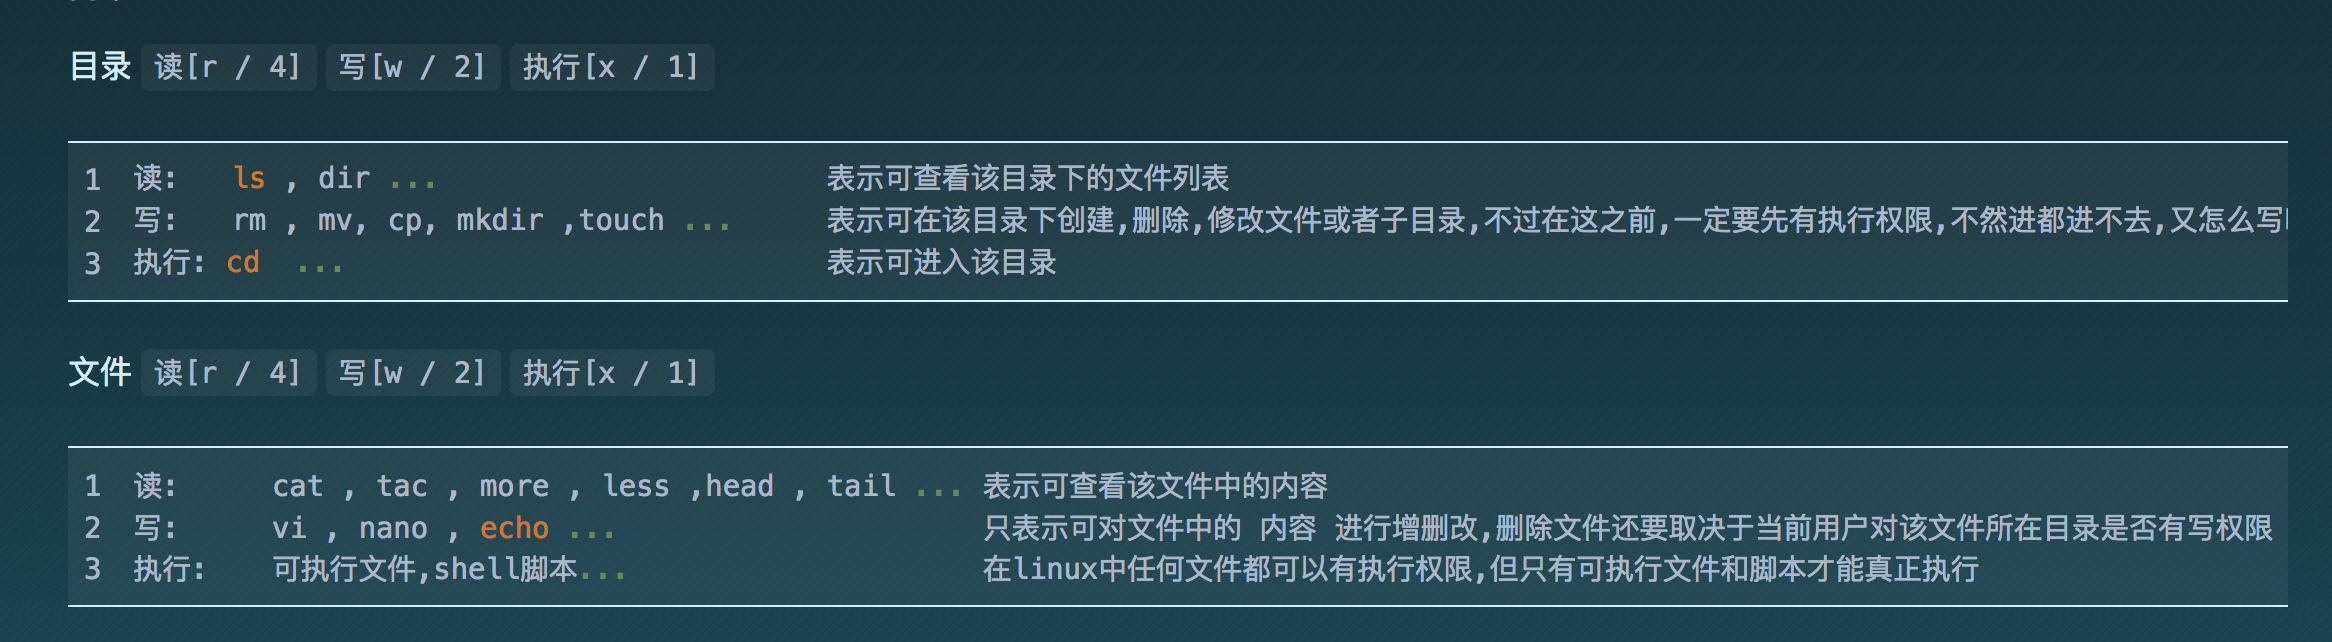 目录 读[r / 4] 写[w / 2] 执行[x / 1]
1 读: ls , dir ... 表示可查看该目录下的文件列表
2 写: rm , mv, cp, mkdir ,touch ... 表示可在该目录下创建,删除,修改文件或者子目录,不过在这之前,一定要先有执行权限,不然进都进不去,又怎么写
3 执行: cd ... 表示可进入该目录
文件 读[r / 4] 写[w / 2] 执行[x / 1]
1 读: cat , tac , more , less ,head , tail ... 表示可查看该文件中的内容
2 写: vi , nano , echo ... 只表示可对文件中的 内容 进行增删改,删除文件还要取决于当前用户对该文件所在目录是否有写权限
3 执行: 可执行文件,shell脚本... 在linux中任何文件都可以有执行权限,但只有可执行文件和脚本才能真正执行